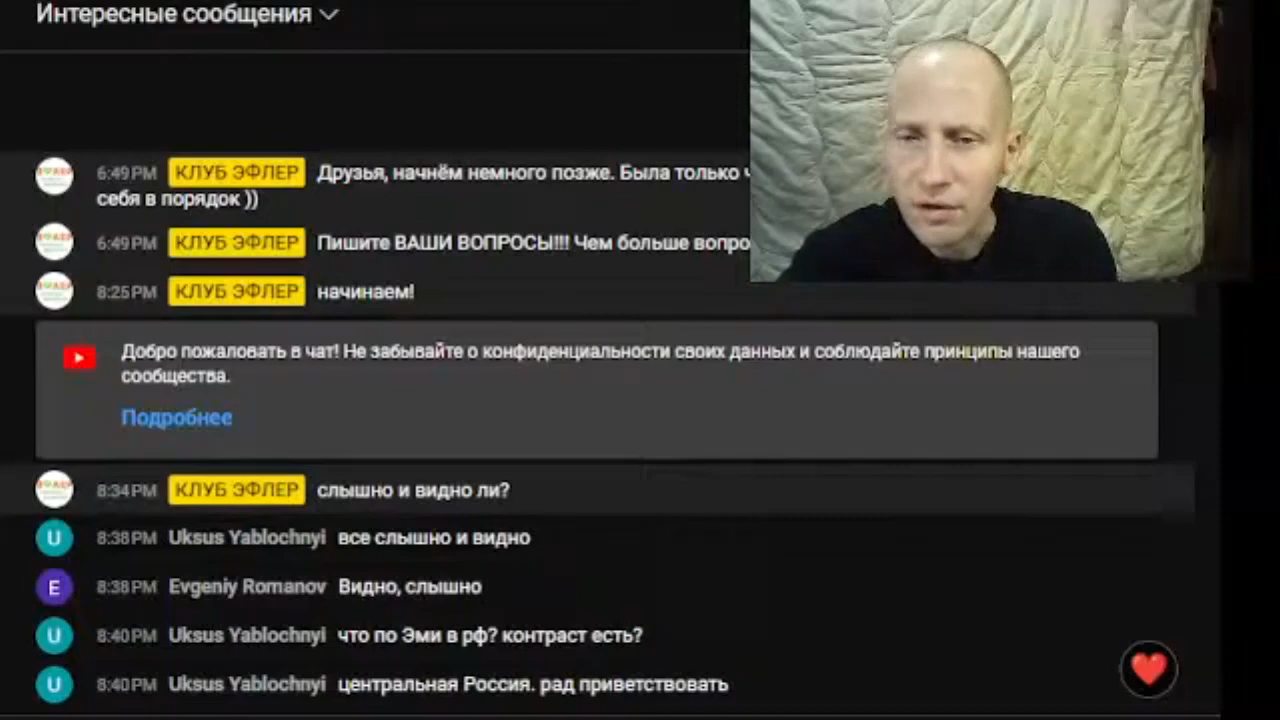 Интересные сообщения
6:49 PM КЛУБ ЭФЛЕР Друзья, начнём немного позже. Была только
себя в порядок ))
6:49 PM КЛУБ ЭФЛЕР Пишите ВАШИ ВОПРОСЫ!!! Чем больше вопро
8:25 PM КЛУБ ЭФЛЕР начинаем!
Добро пожаловать в чат! Не забывайте о конфиденциальности своих данных и соблюдайте принципы нашего
сообщества.
Подробнее
8:34 PM КЛУБ ЭФЛЕР слышно и видно ли?
U 8:38 PM Uksus Yablochnyi все слышно и видно
E 8:38 PM Evgeniy Romanov Видно, слышно
U 8:40 PM Uksus Yablochnyi что по Эми в рф? контраст есть?
U 8:40 PM Uksus Yablochnyi центральная Россия. рад приветствовать